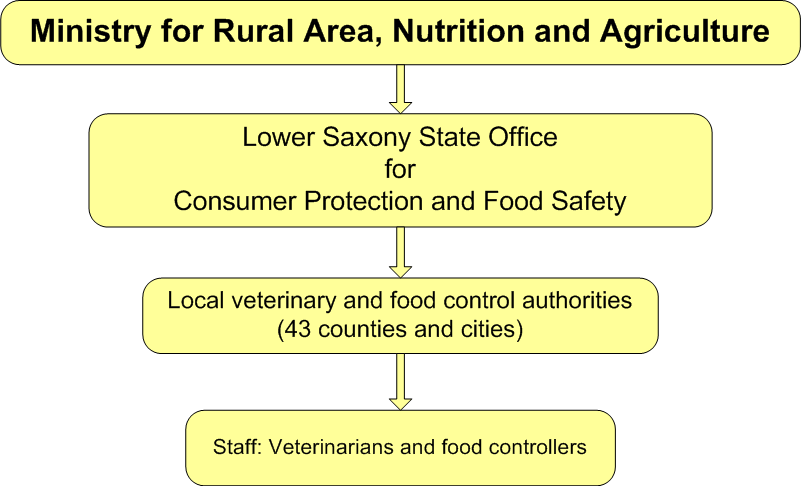 Ministry for Rural Area, Nutrition and Agriculture
Lower Saxony State Office
for
Consumer Protection and Food Safety
Local veterinary and food control authorities
(43 counties and cities)
Staff: Veterinarians and food controllers